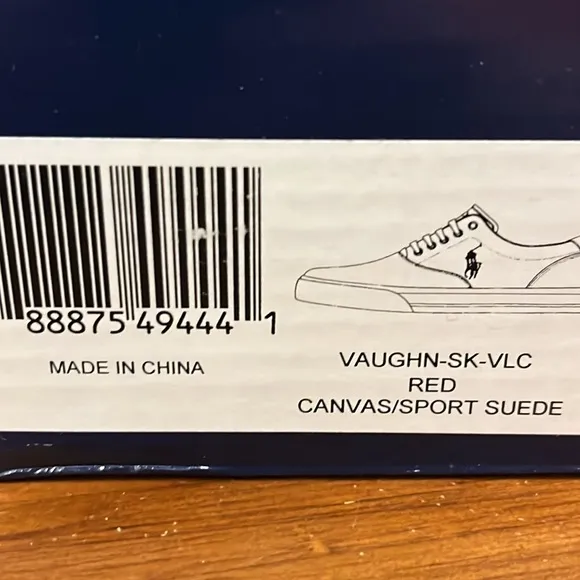 88875 49444 1
MADE IN CHINA
VAUGHN-SK-VLC
RED
CANVAS/SPORT SUEDE